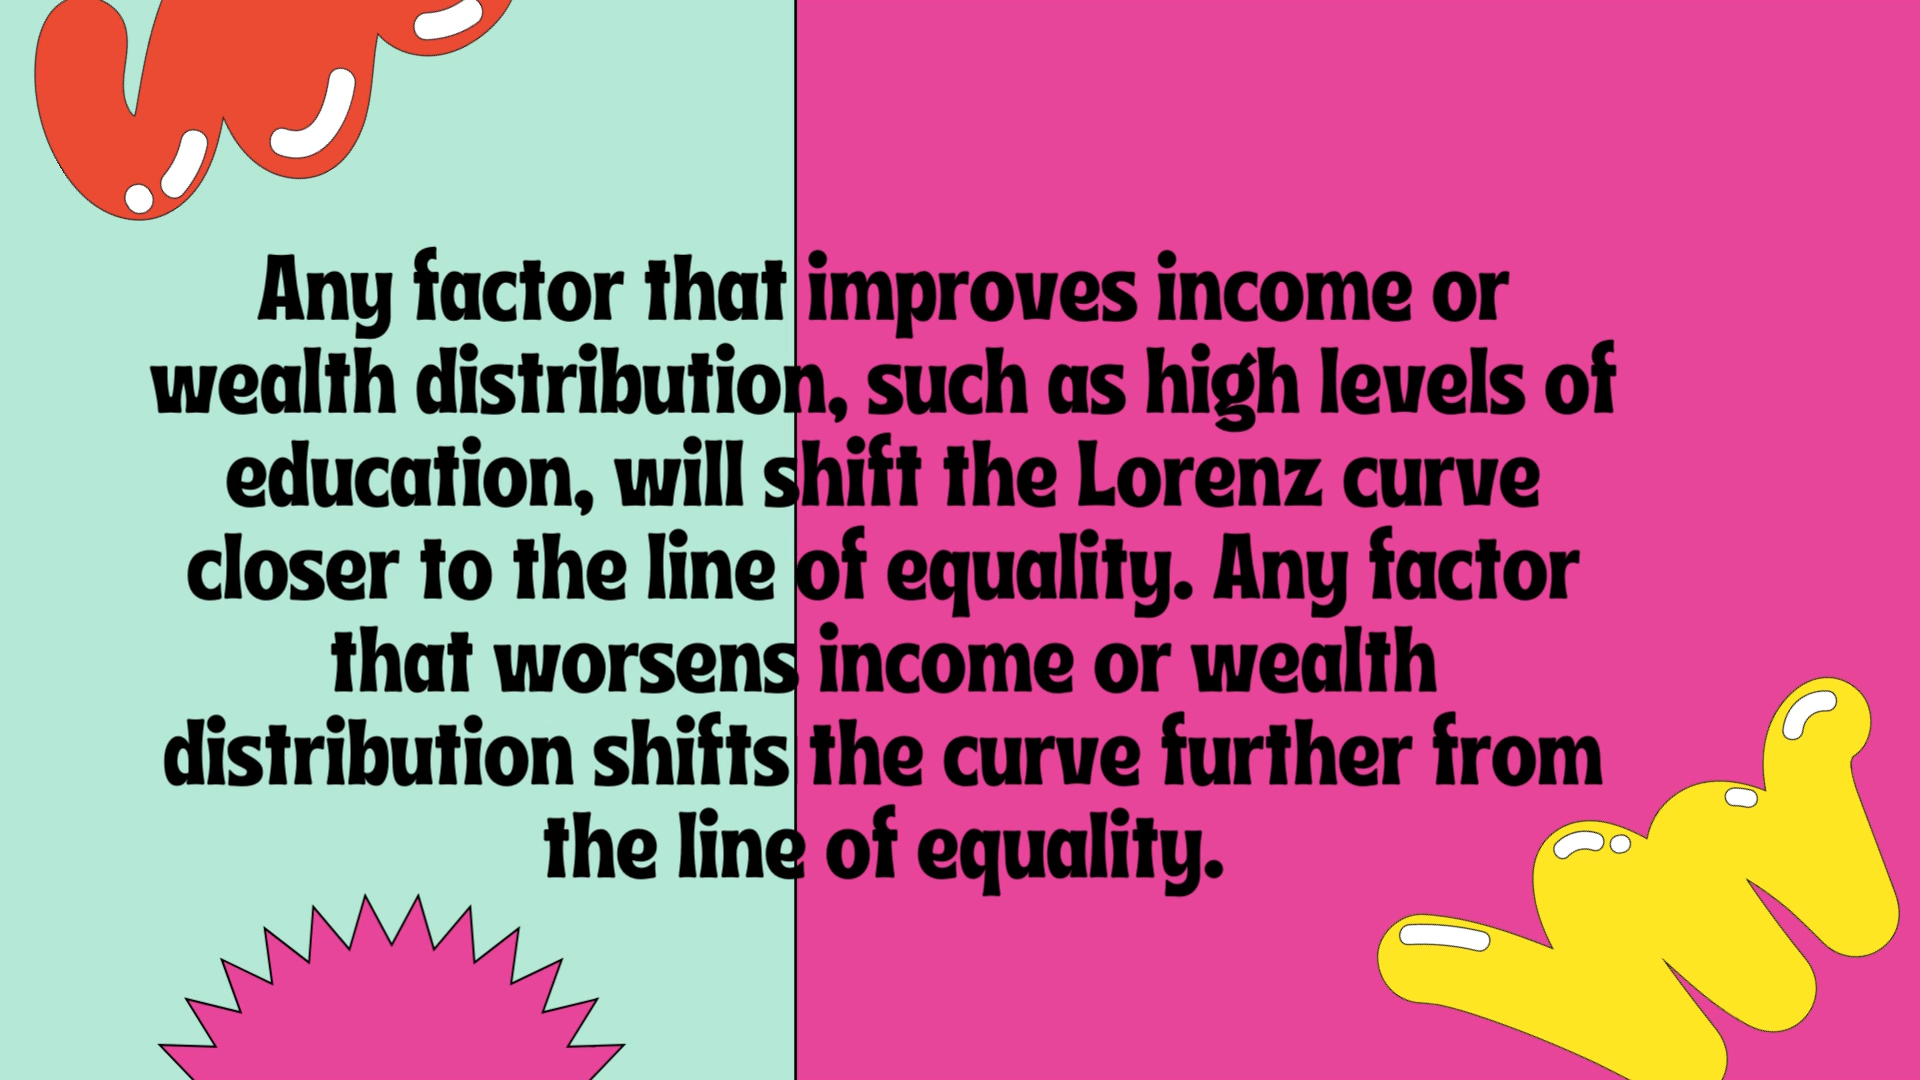 Any factor that improves income or
wealth distribution, such as high levels of
education, will shift the Lorenz curve
closer to the line of equality. Any factor
that worsens income or wealth
distribution shifts the curve further from
the line of equality.